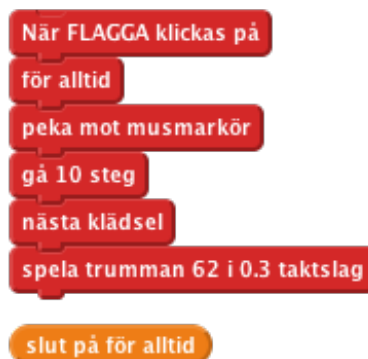 När FLAGGA klickas på
för alltid
peka mot musmarkör
gå 10 steg
nästa klädsel
spela trumman 62 i 0.3 taktslag
slut på för alltid